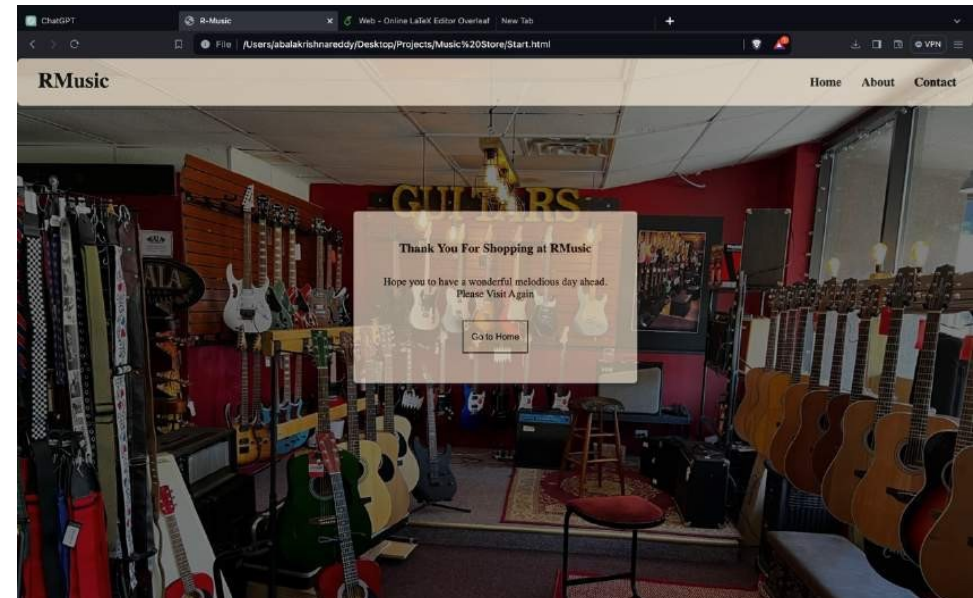 ChatGPT
R-Music
Web - Online LaTeX Editor Overleaf
New Tab
File
/Users/abalakrishnareddy/Desktop/Projects/Music%20Store/Start.html
VPN
RMusic
Home
About
Contact
GUITARS
Thank You For Shopping at RMusic
Hope you to have a wonderful melodious day ahead.
Please Visit Again
Go to Home
ALA